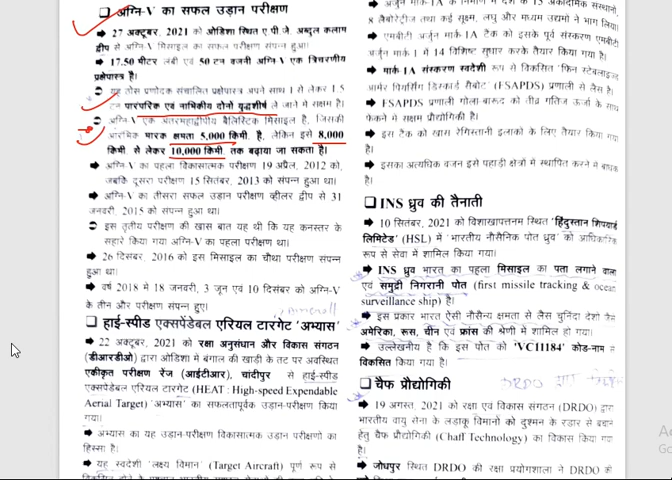 ❑ अग्नि-V का सफल उड़ान परीक्षण
➡ 27 अक्टूबर, 2021 को ओडिशा स्थित ए पी जे. अब्दुल कलाम
द्वीप से अग्नि-V मिसाइल का सफल परीक्षण संपन्न हुआ।
➡ 17.50 मीटर लंबी एवं 50 टन वजनी अग्नि-V एक त्रिचरणीय
प्रक्षेपास्त्र है।
यह ठोस प्रणोदक संचालित प्रक्षेपास्त्र अपने साथ 1 से लेकर 1.5
टन पारंपरिक एवं नाभिकीय दोनों युद्धशीर्ष ले जाने में सक्षम है।
अग्नि-V एक अंतरमहाद्वीपीय बैलिस्टिक मिसाइल है, जिसकी
प्रारंभिक मारक क्षमता 5,000 किमी. है, लेकिन इसे 8,000
किमी से लेकर 10,000 किमी. तक बढ़ाया जा सकता है।
➡ अग्नि-V का पहला विकासात्मक परीक्षण 19 अप्रैल, 2012 को,
जबकि दूसरा परीक्षण 15 सितंबर, 2013 को संपन्न हुआ था।
➡ अग्नि-V का तीसरा सफल उड़ान परीक्षण व्हीलर द्वीप से 31
जनवरी, 2015 को संपन्न हुआ था।
इस तृतीय परीक्षण की खास बात यह थी कि यह कनस्तर के
सहारे किया गया अग्नि-V का पहला परीक्षण था।
➡ 26 दिसंबर, 2016 को इस मिसाइल का चौथा परीक्षण संपन्न
हुआ था।
➡ वर्ष 2018 में 18 जनवरी, 3 जून एवं 10 दिसंबर को अग्नि-V
के तीन और परीक्षण संपन्न हुए।
❑ हाई-स्पीड एक्सपेंडेबल एरियल टारगेट 'अभ्यास'
➡ 22 अक्टूबर, 2021 को रक्षा अनुसंधान और विकास संगठन
(डीआरडीओ) द्वारा ओडिशा में बंगाल की खाड़ी के तट पर अवस्थित
एकीकृत परीक्षण रेंज (आईटीआर), चांदीपुर से हाई-स्पीड
एक्सपेंडेबल एरियल टारगेट (HEAT : High-speed Expendable
Aerial Target) 'अभ्यास' का सफलतापूर्वक उड़ान-परीक्षण किया
गया।
➡ अभ्यास का यह उड़ान-परीक्षण विकासात्मक उड़ान परीक्षणों का
हिस्सा है।
➡ यह स्वदेशी 'लक्ष्य विमान' (Target Aircraft) पूर्ण रूप से
➡ अर्जुन मार्क-1A के निर्माण में देश के 15 अकादमिक संस्थानों,
8 लैबोरेट्रीज तथा कई सूक्ष्म, लघु और मध्यम उद्यमों ने भाग लिया।
➡ एमबीटी अर्जुन मार्क-1A टैंक को इसके पूर्व संस्करण एमबीटी
अर्जुन मार्क 1 में 14 विशिष्ट सुधार करके तैयार किया गया है।
➡ मार्क-1A संस्करण स्वदेशी रूप से विकसित 'फिन स्टेबलाइज्ड
आर्मर पियर्सिंग डिस्कार्ड सैबोट' (FSAPDS) प्रणाली से लैस है।
➡ FSAPDS प्रणाली गोला बारूद को तीव्र गतिज ऊर्जा के साथ
फेकने में सक्षम प्रौद्योगिकी है।
➡ इस टैंक को खास रेगिस्तानी इलाकों के लिए तैयार किया गया
है।
➡ इसका अत्यधिक वजन इसे पहाड़ी क्षेत्रों में स्थापित करने में बाधक
है।
❑ INS ध्रुव की तैनाती
➡ 10 सितंबर, 2021 को विशाखापत्तनम स्थित 'हिंदुस्तान शिपयार्ड
लिमिटेड' (HSL) में 'भारतीय नौसैनिक पोत ध्रुव' को आधिकारिक
रूप से सेवा में शामिल किया गया।
➡ INS ध्रुव भारत का पहला मिसाइल का पता लगाने वाला
एवं समुद्री निगरानी पोत (first missile tracking & ocean
surveillance ship) है।
➡ इस प्रकार भारत ऐसी नौसैन्य क्षमता से लैस चुनिंदा देशों जैसे
अमेरिका, रूस, चीन एवं फ्रांस की श्रेणी में शामिल हो गया।
➡ उल्लेखनीय है कि इस पोत को 'VC11184' कोड-नाम से
विकसित किया गया है।
❑ चैफ प्रौद्योगिकी
DRDO
➡ 19 अगस्त, 2021 को रक्षा एवं विकास संगठन (DRDO) द्वारा
भारतीय वायु सेना के लड़ाकू विमानों को दुश्मन के रडार से बचाने
हेतु चैफ प्रौद्योगिकी (Chaff Technology) का विकास किया गया
है।
➡ जोधपुर स्थित DRDO की रक्षा प्रयोगशाला ने DRDO की